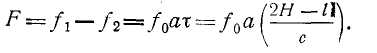 F = f₁ − f₂ = f₀aτ = f₀a (2H − l / c).